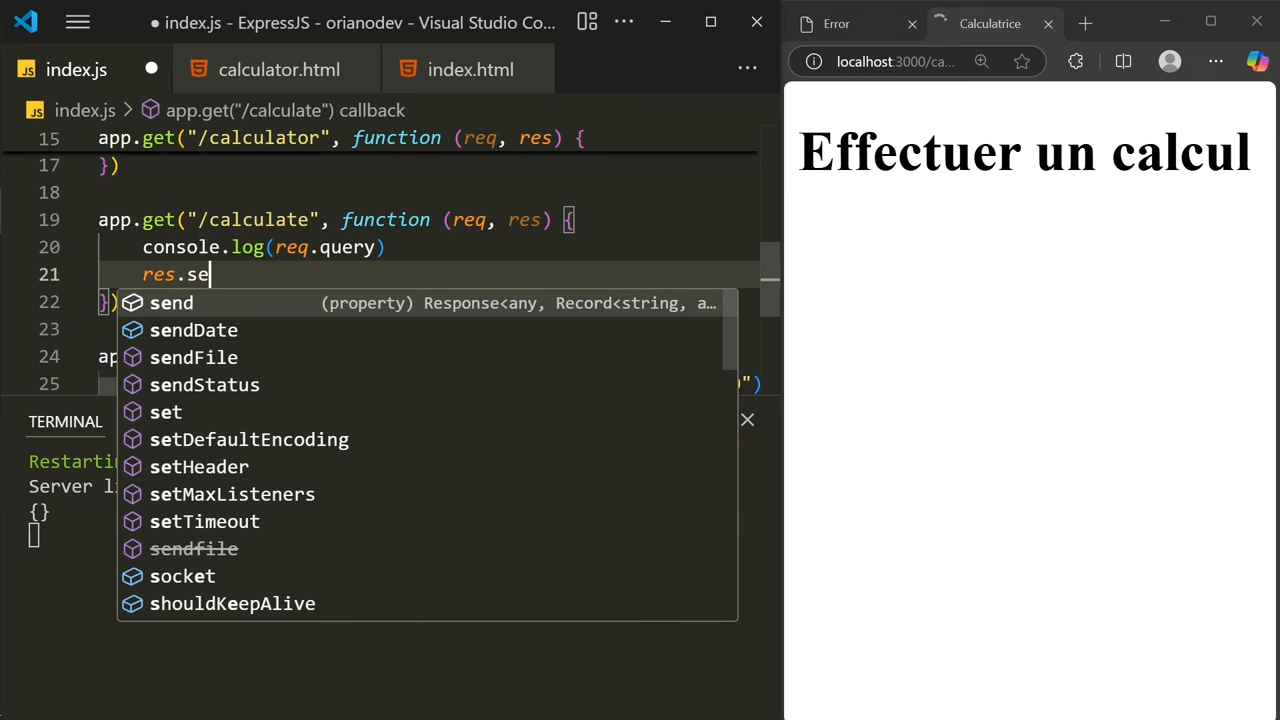 index.js - ExpressJS - orianodev - Visual Studio Co...
JS index.js
calculator.html
index.html
JS index.js > app.get("/calculate") callback
15 app.get("/calculator", function (req, res) {
17 })
18
19 app.get("/calculate", function (req, res) {
20 console.log(req.query)
21 res.se
22 })
23
24 ap
25 ")
send (property) Response<any, Record<string, a…
sendDate
sendFile
sendStatus
set
setDefaultEncoding
setHeader
setMaxListeners
setTimeout
sendfile
socket
shouldKeepAlive
TERMINAL
Restartin
Server li
{}
Error
Calculatrice
localhost:3000/ca...
Effectuer un calcul